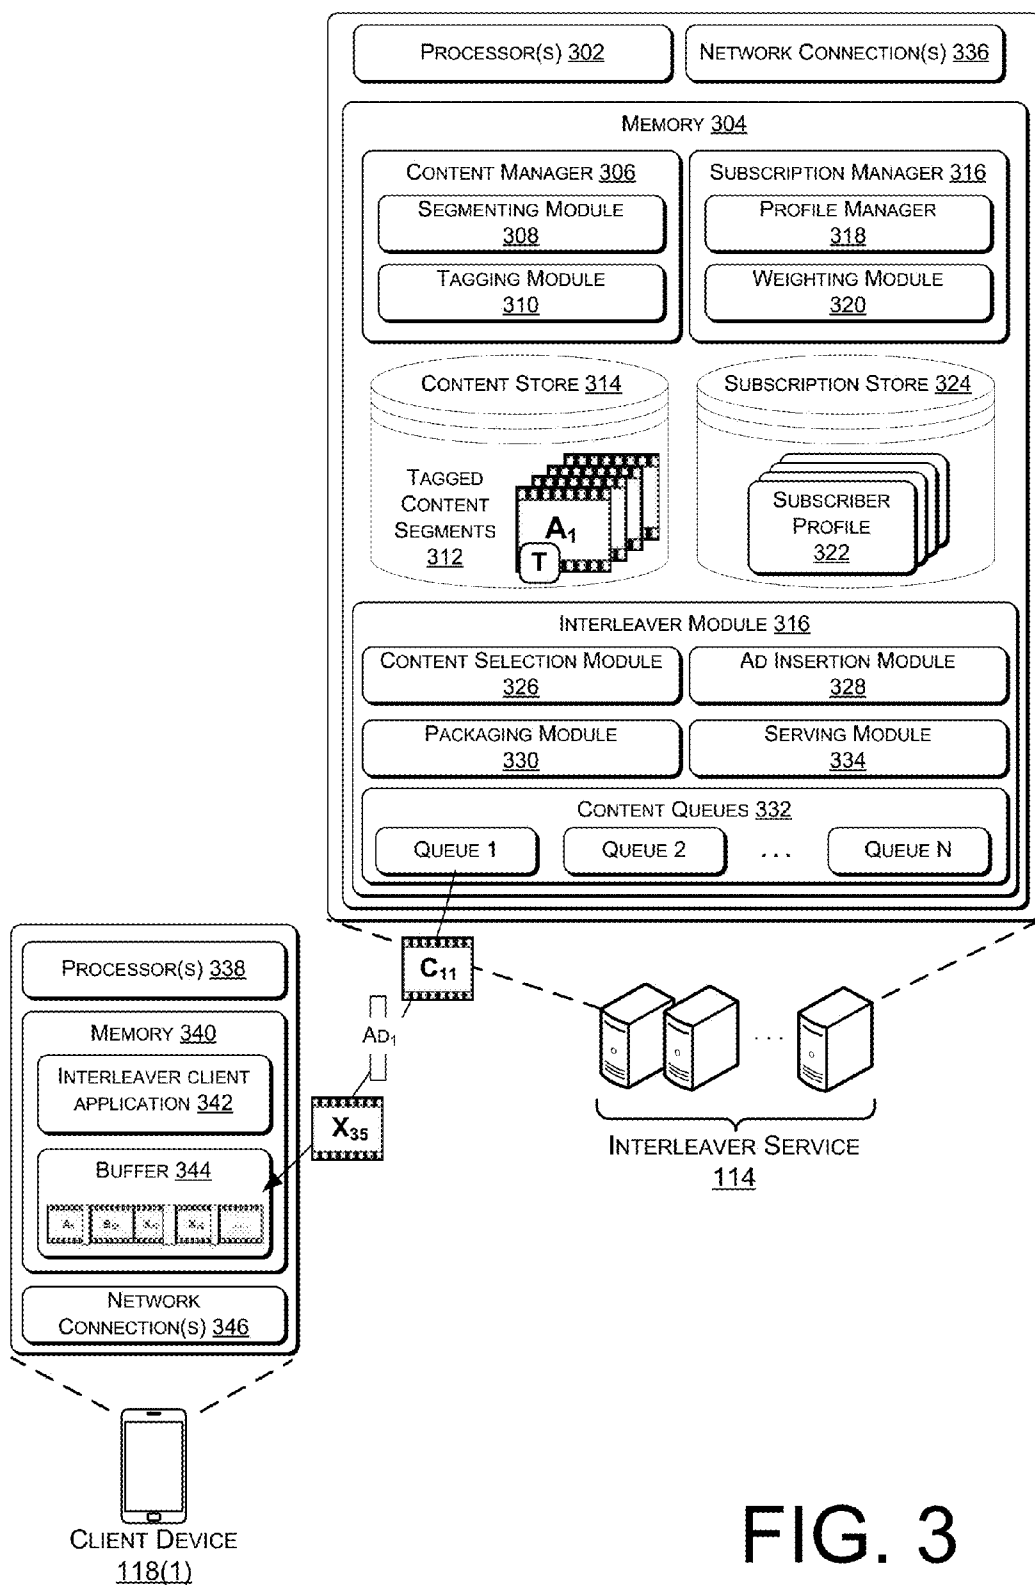 PROCESSOR(S) 302
NETWORK CONNECTION(S) 336
MEMORY 304
CONTENT MANAGER 306
SEGMENTING MODULE
308
TAGGING MODULE
310
SUBSCRIPTION MANAGER 316
PROFILE MANAGER
318
WEIGHTING MODULE
320
CONTENT STORE 314
TAGGED
CONTENT
SEGMENTS
312
A1
T
SUBSCRIPTION STORE 324
SUBSCRIBER
PROFILE
322
INTERLEAVER MODULE 316
CONTENT SELECTION MODULE
326
AD INSERTION MODULE
328
PACKAGING MODULE
330
SERVING MODULE
334
CONTENT QUEUES 332
QUEUE 1
QUEUE 2
...
QUEUE N
C11
AD1
X35
PROCESSOR(S) 338
MEMORY 340
INTERLEAVER CLIENT
APPLICATION 342
BUFFER 344
NETWORK
CONNECTION(S) 346
...
INTERLEAVER SERVICE
114
CLIENT DEVICE
118(1)
FIG. 3